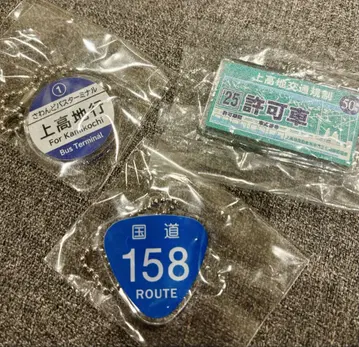 ①
さわんどバスターミナル
上高地行
For Kamikochi
Bus Terminal
上高地交通規制
50
'25 許可車
国道
158
ROUTE